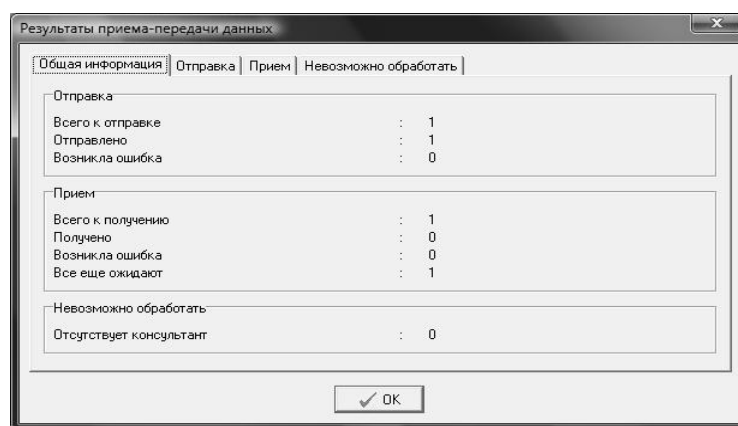 Результаты приема-передачи данных
Общая информация Отправка Прием Невозможно обработать
Отправка
Всего к отправке : 1
Отправлено : 1
Возникла ошибка : 0
Прием
Всего к получению : 1
Получено : 0
Возникла ошибка : 0
Все еще ожидают : 1
Невозможно обработать
Отсутствует консультант : 0
OK